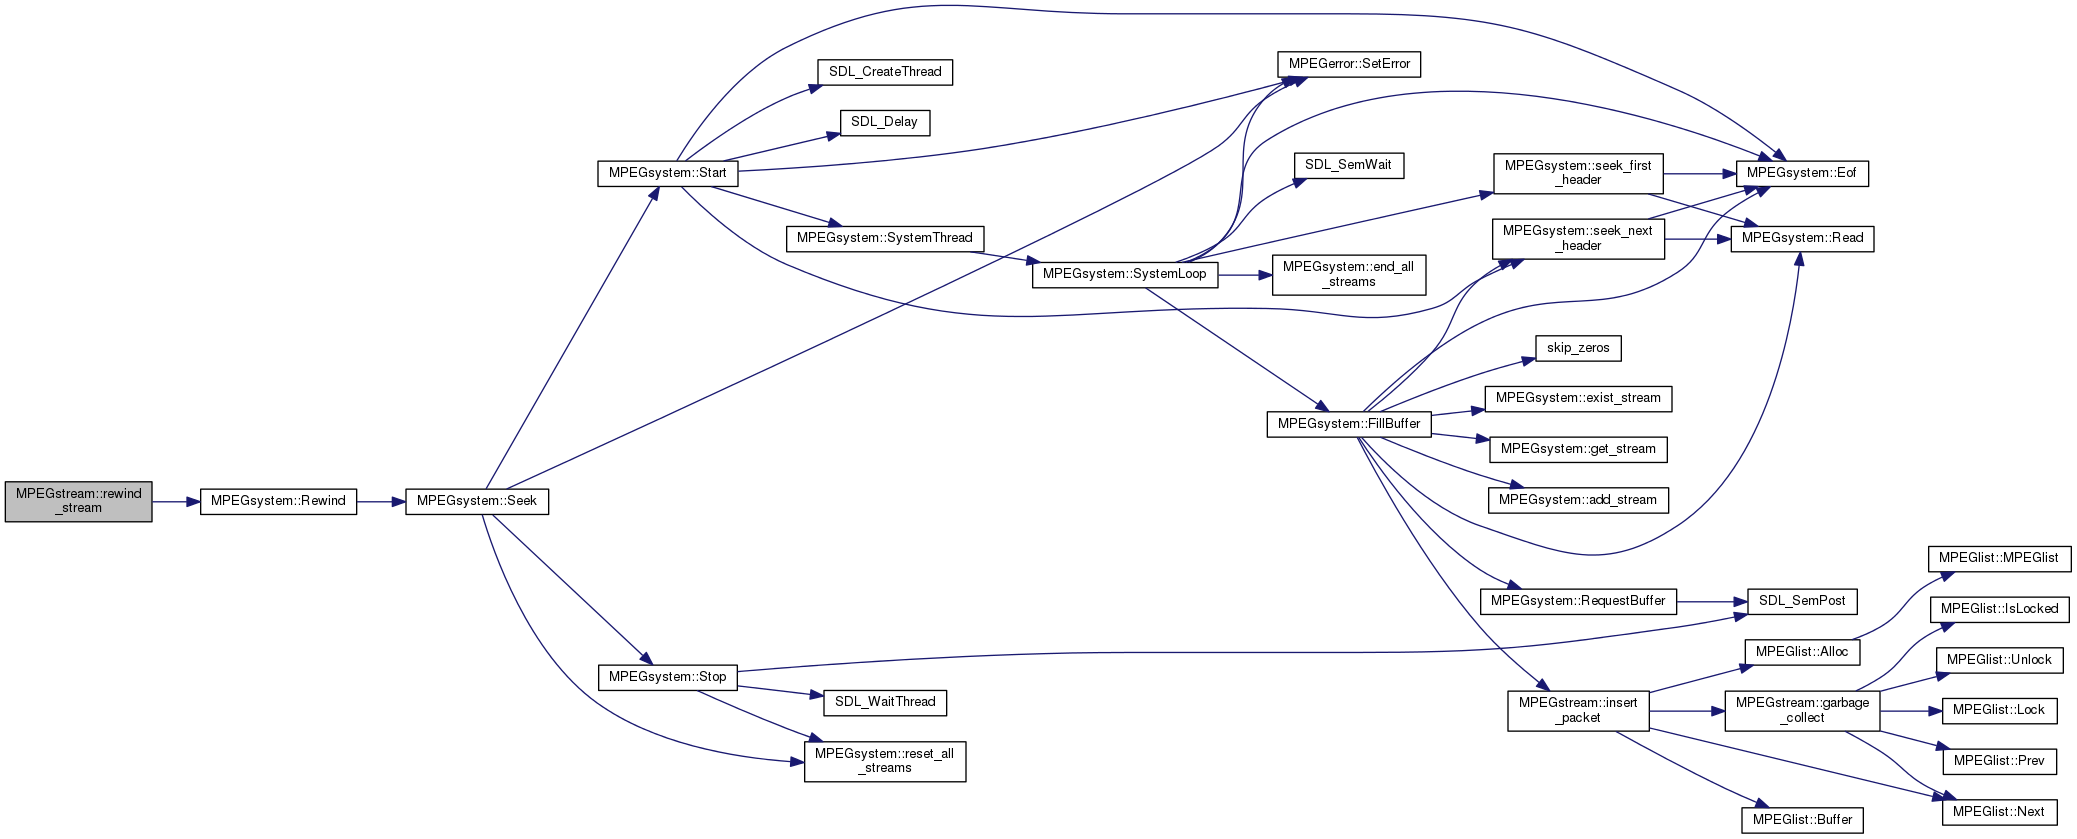 MPEGstream::rewind
_stream
MPEGsystem::Rewind
MPEGsystem::Seek
MPEGsystem::Start
MPEGsystem::Stop
SDL_CreateThread
SDL_Delay
MPEGsystem::SystemThread
SDL_WaitThread
MPEGsystem::reset_all
_streams
MPEGsystem::SystemLoop
MPEGerror::SetError
SDL_SemWait
MPEGsystem::end_all
_streams
MPEGsystem::FillBuffer
MPEGsystem::seek_first
_header
MPEGsystem::seek_next
_header
skip_zeros
MPEGsystem::exist_stream
MPEGsystem::get_stream
MPEGsystem::add_stream
MPEGsystem::RequestBuffer
MPEGstream::insert
_packet
MPEGsystem::Eof
MPEGsystem::Read
SDL_SemPost
MPEGlist::Alloc
MPEGstream::garbage
_collect
MPEGlist::Buffer
MPEGlist::MPEGlist
MPEGlist::IsLocked
MPEGlist::Unlock
MPEGlist::Lock
MPEGlist::Prev
MPEGlist::Next